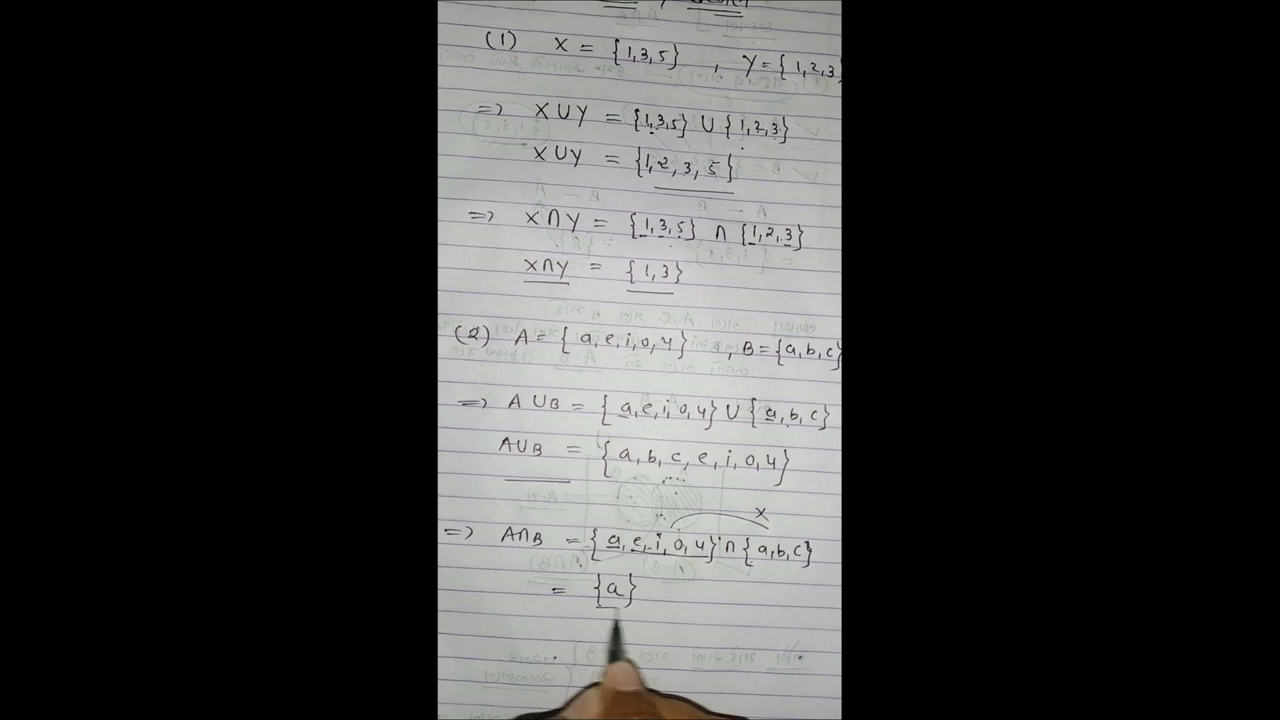 (1) X = {1,3,5} , Y={ 1,2,3}
=> X∪Y = {1,3,5} ∪ {1,2,3}
X∪Y = {1,2,3,5}
=> X∩Y = {1,3,5} ∩ {1,2,3}
X∩Y = {1,3}
(2) A={ a,e,i,o,u} , B={a,b,c}
=> A∪B = { a,e,i,o,u} ∪ {a,b,c}
A∪B = { a,b,c,e,i,o,u}
x
=> A∩B = {a,e,i,o,u} ∩ {a,b,c}
= {a}